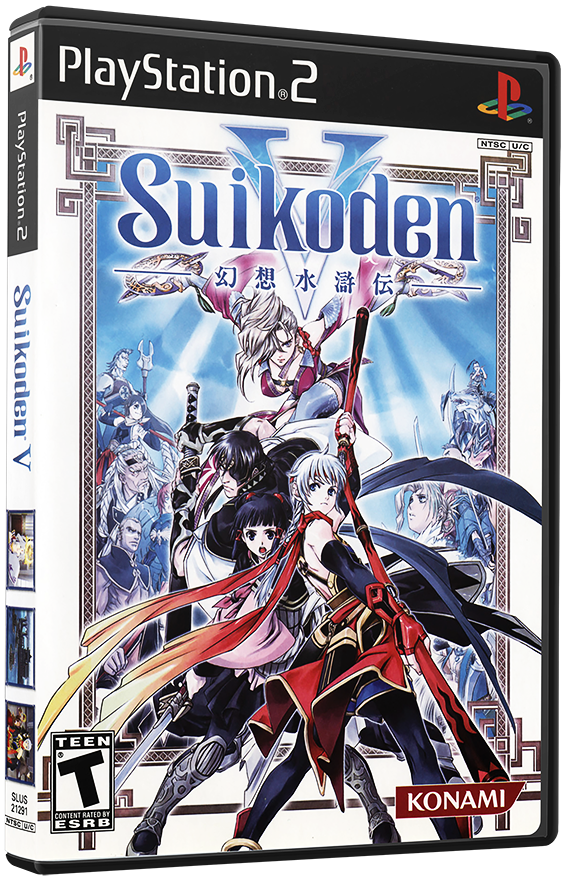 PlayStation®2
NTSC U/C
V
Suikoden
幻想水滸伝
TEEN
T
CONTENT RATED BY
ESRB
KONAMI
PlayStation®2
Suikoden V
SLUS
21291
NTSC U/C